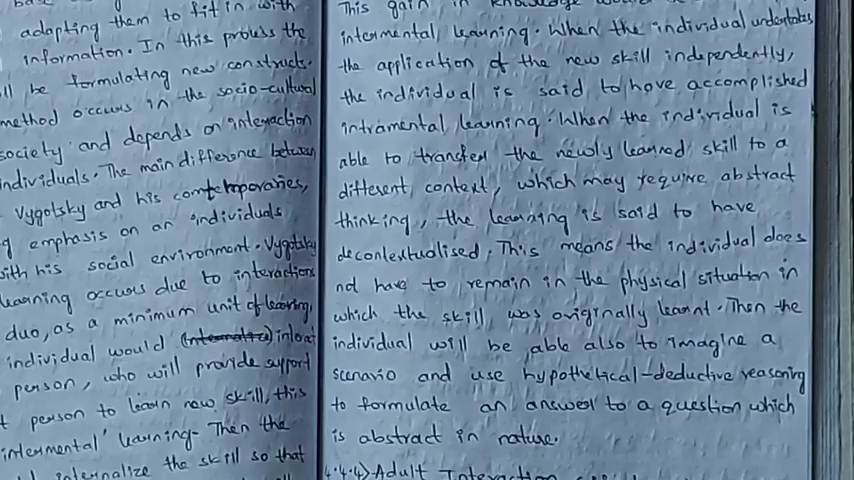 adapting them to fit in with
information. In this process the
be formulating new constructs.
method occurs in the socio-cultural
society and depends on interaction
individuals. The main difference between
Vygotsky and his contemporaries,
emphasis on an individuals
with his social environment. Vygotsky
learning occurs due to interactions
duo, as a minimum unit of learning,
individual would
person, who will provide support
person to learn new skill, this
intermental' learning. Then the
internalize the skill so that
This gain in knowledge
intermental learning. When the individual undertakes
the application of the new skill independently,
the individual is said to have accomplished
intramental learning. When the individual is
able to transfer the newly learned skill to a
different context, which may require abstract
thinking, the learning is said to have
decontextualised. This means the individual does
not have to remain in the physical situation in
which the skill was originally learnt. Then the
individual will be able also to imagine a
scenario and use hypothetical-deductive reasoning
to formulate an answer to a question which
is abstract in nature.
4.4.4) Adult Interaction